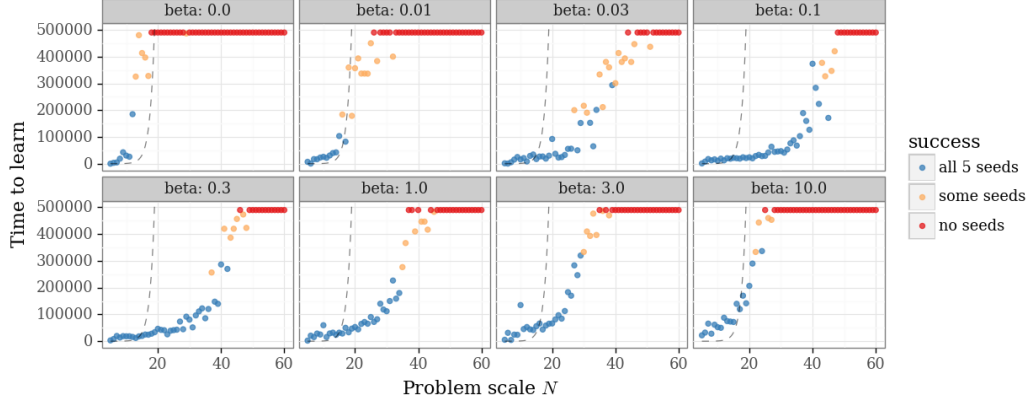 beta: 0.0
beta: 0.01
beta: 0.03
beta: 0.1
500000
400000
300000
200000
100000
0
beta: 0.3
beta: 1.0
beta: 3.0
beta: 10.0
500000
400000
300000
200000
100000
0
20
40
60
20
40
60
20
40
60
20
40
60
Time to learn
Problem scale N
success
all 5 seeds
some seeds
no seeds